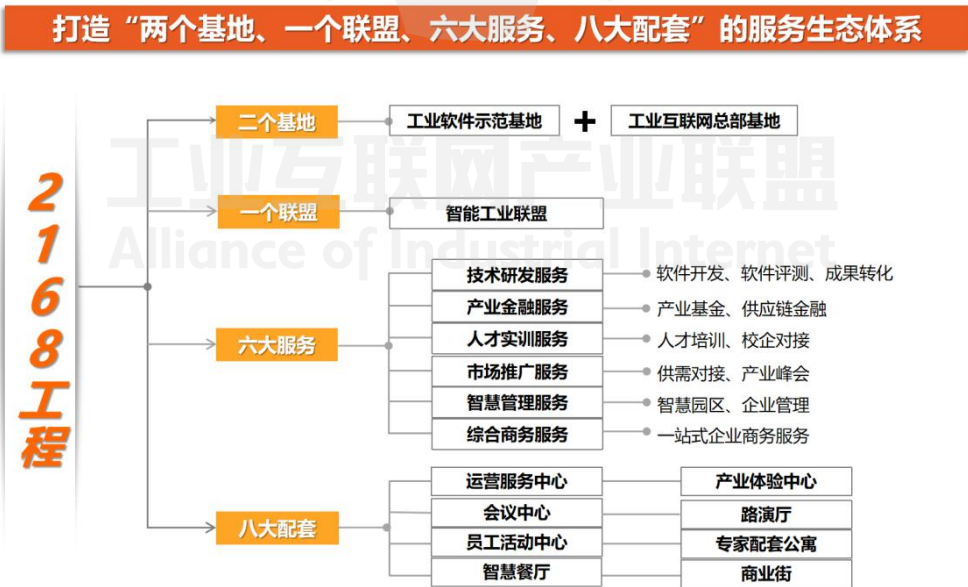 打造“两个基地、一个联盟、六大服务、八大配套”的服务生态体系
2168工程
二个基地
工业软件示范基地 + 工业互联网总部基地
一个联盟
智能工业联盟
工业互联网产业联盟
Alliance of Industrial Internet
六大服务
技术研发服务 软件开发、软件评测、成果转化
产业金融服务 产业基金、供应链金融
人才实训服务 人才培训、校企对接
市场推广服务 供需对接、产业峰会
智慧管理服务 智慧园区、企业管理
综合商务服务 一站式企业商务服务
八大配套
运营服务中心 产业体验中心
会议中心 路演厅
员工活动中心 专家配套公寓
智慧餐厅 商业街